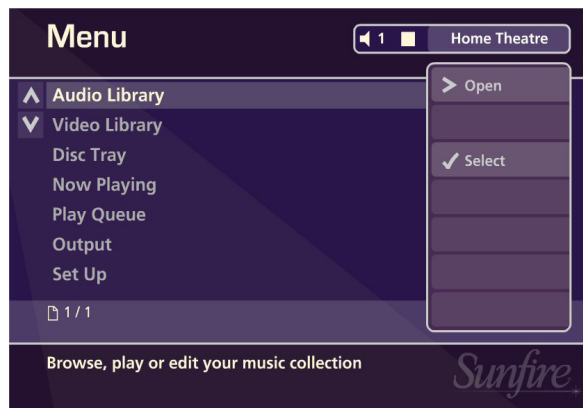 Menu
1
Home Theatre
Audio Library
Video Library
Disc Tray
Now Playing
Play Queue
Output
Set Up
1 / 1
Open
Select
Browse, play or edit your music collection
Sunfire